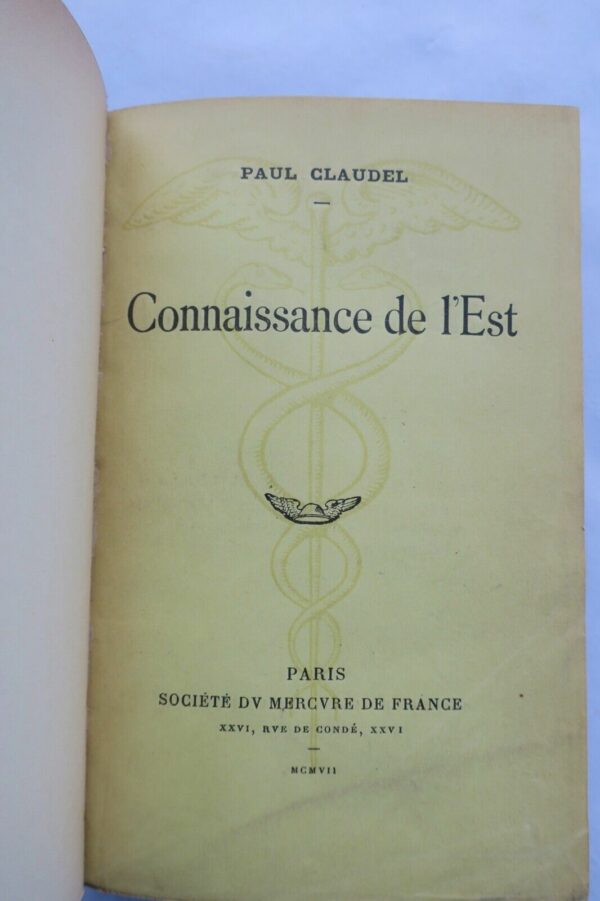 PAUL CLAUDEL
—
Connaissance de l'Est
PARIS
SOCIÉTÉ DV MERCVRE DE FRANCE
XXVI, RVE DE CONDÉ, XXVI
—
MCMVII